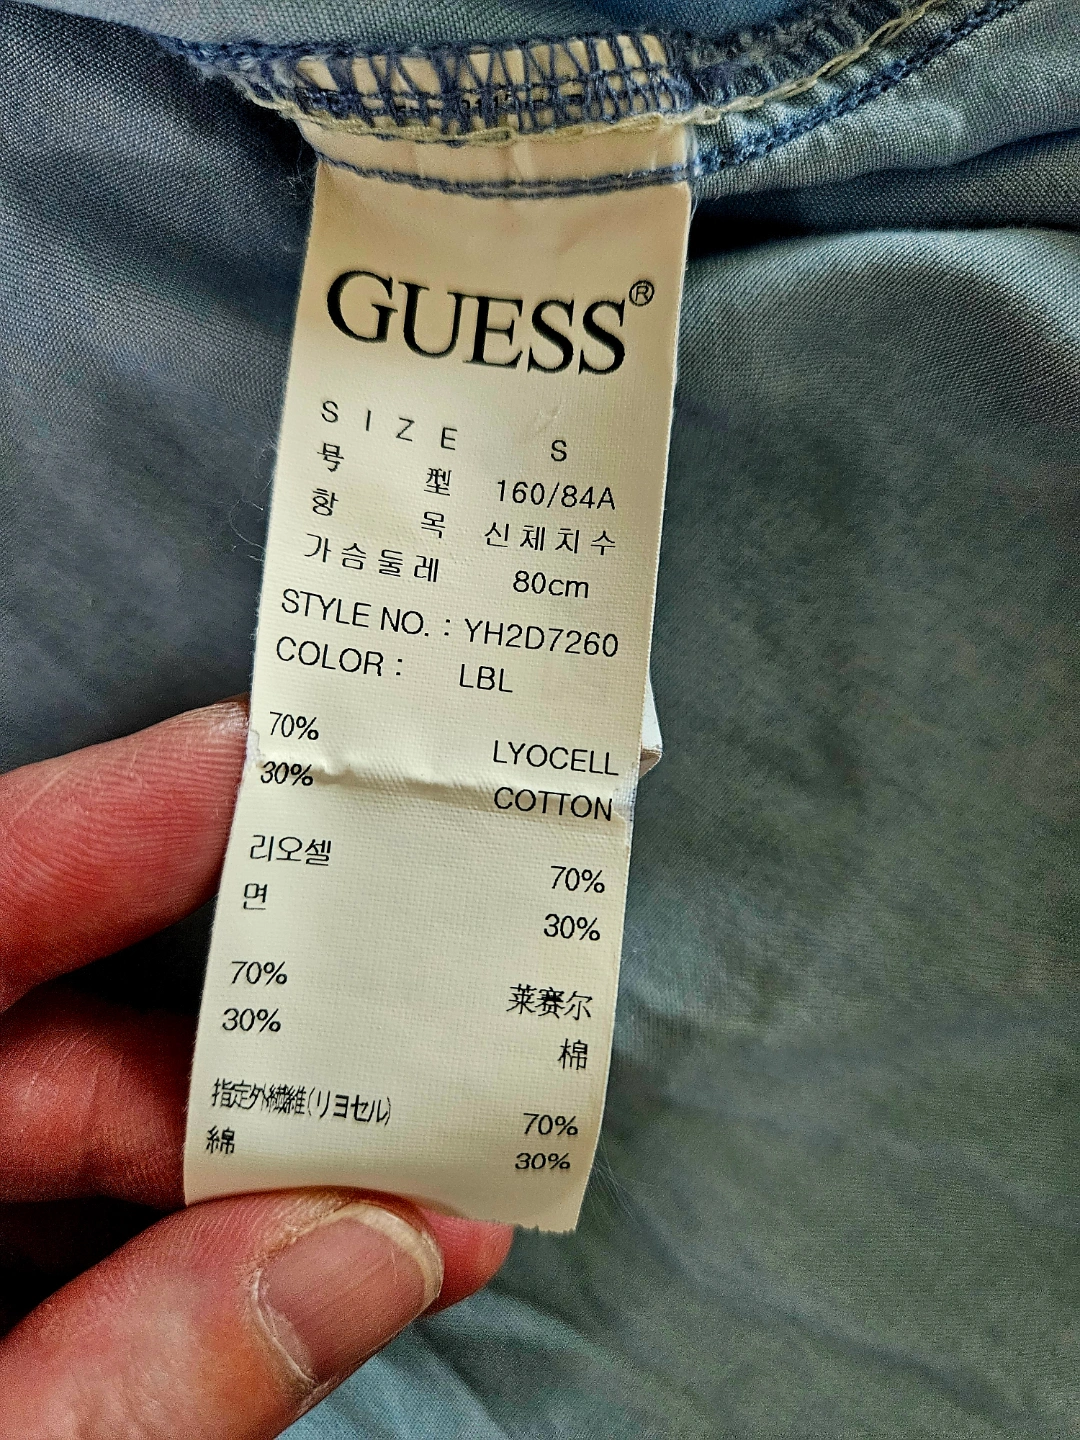 GUESS®
SIZE S
号型 160/84A
항목 신체치수
가슴둘레 80cm
STYLE NO. : YH2D7260
COLOR : LBL
70% LYOCELL
30% COTTON
리오셀 70%
면 30%
70% 莱赛尔
30% 棉
指定外繊維(リヨセル) 70%
綿 30%